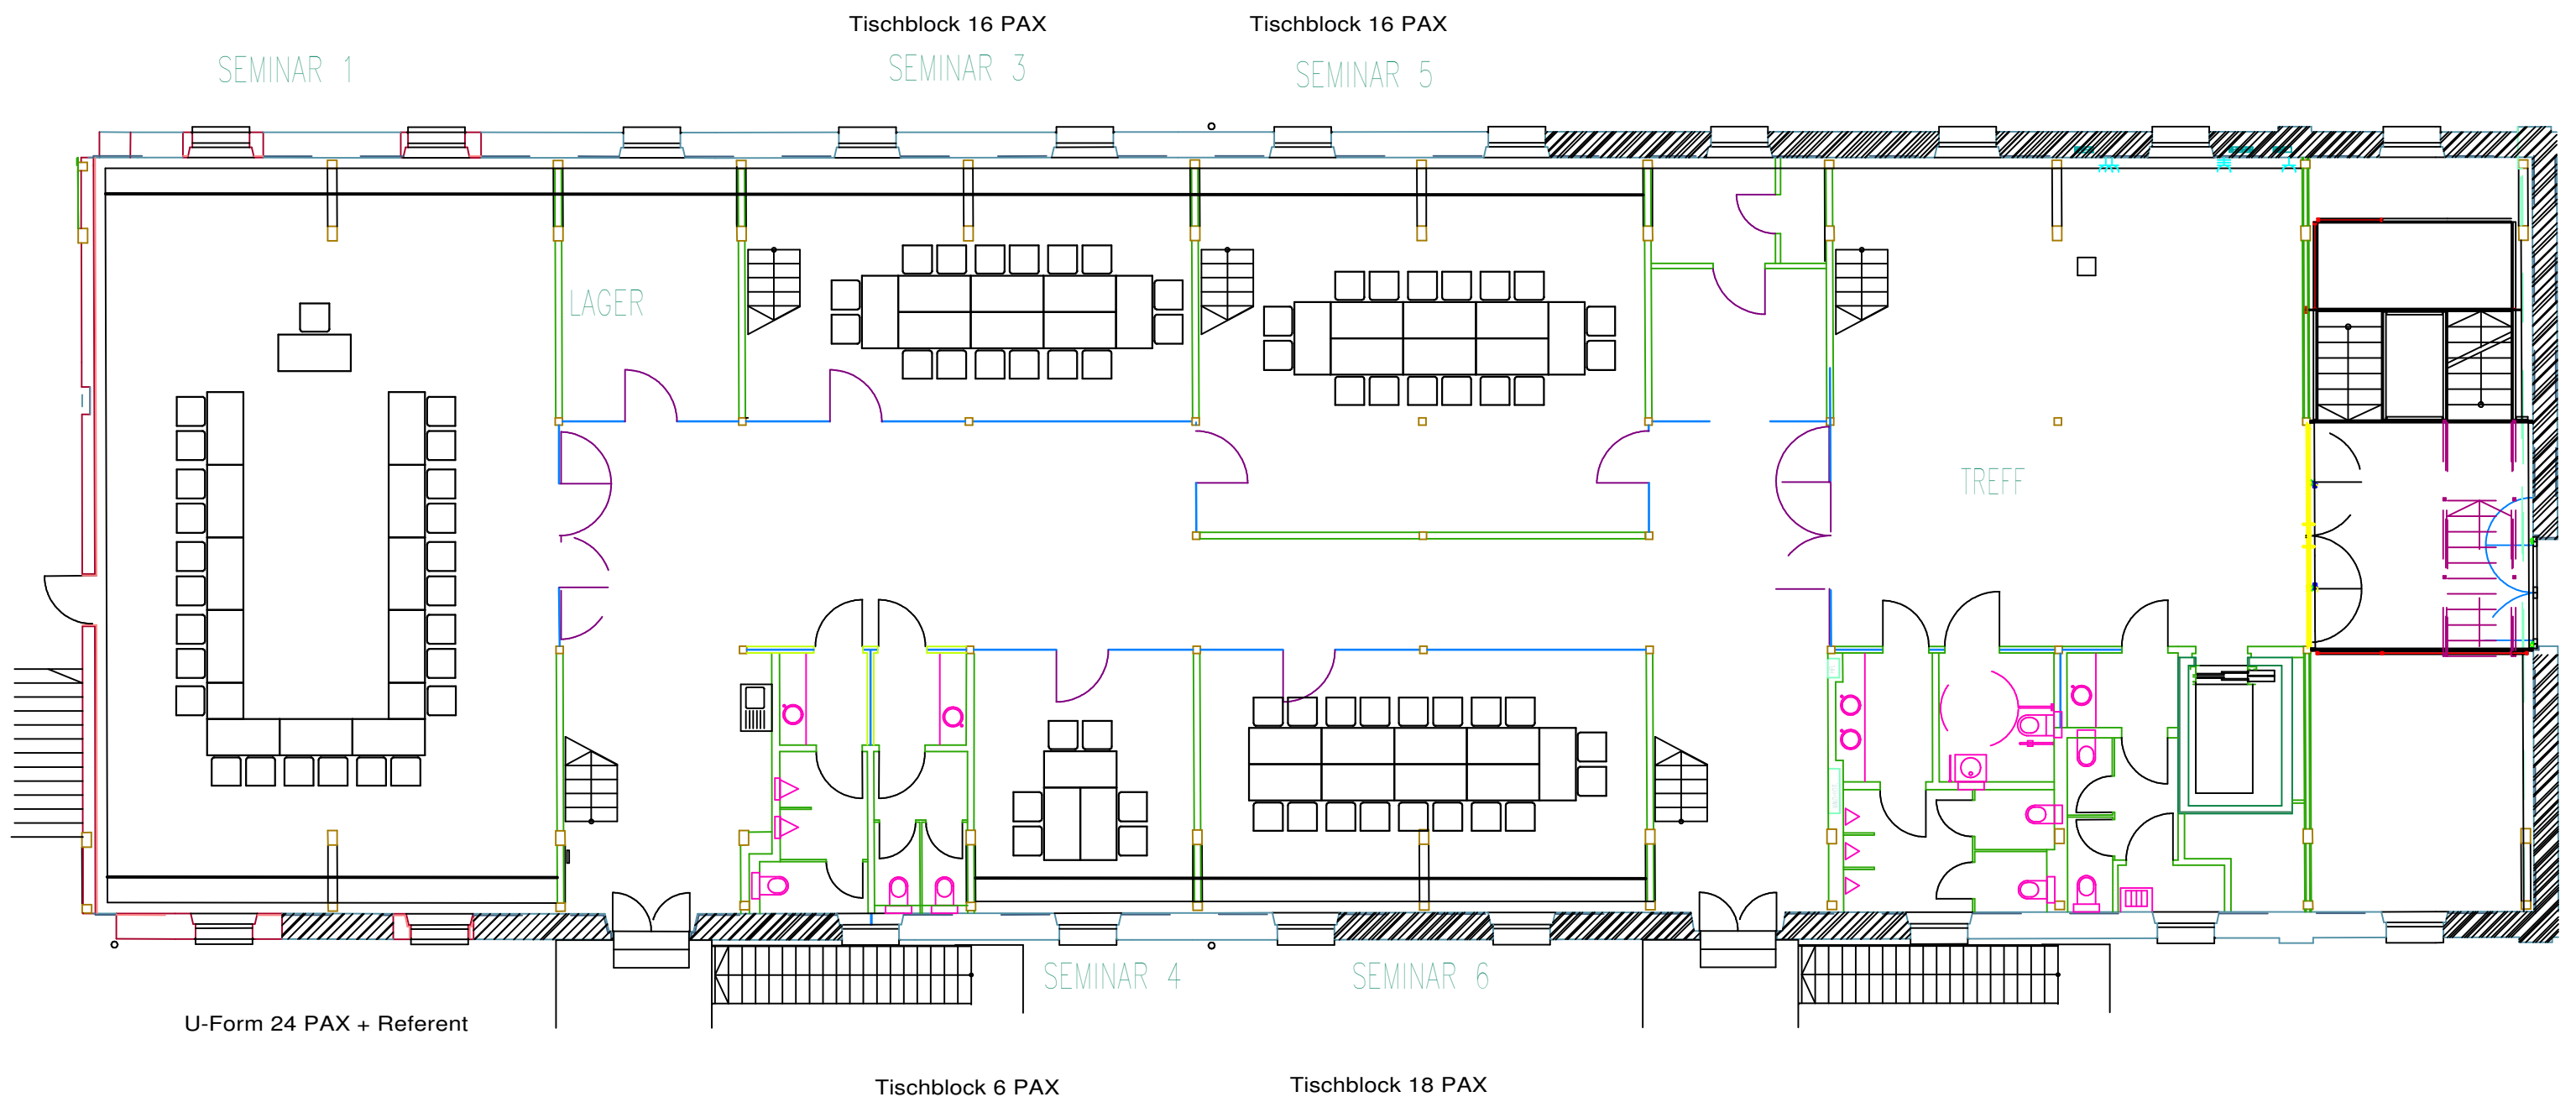 Tischblock 16 PAX
Tischblock 16 PAX
SEMINAR 1
SEMINAR 3
SEMINAR 5
LAGER
TREFF
SEMINAR 4
SEMINAR 6
U-Form 24 PAX + Referent
Tischblock 6 PAX
Tischblock 18 PAX